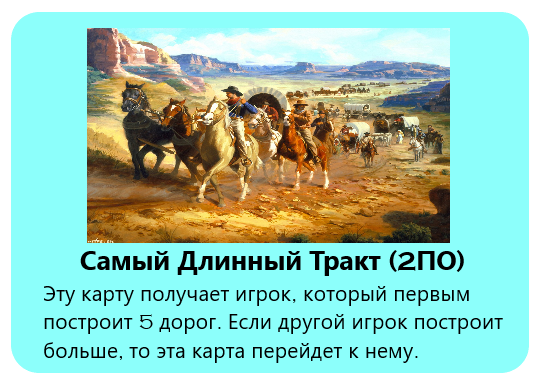 Самый Длинный Тракт (2ПО)
Эту карту получает игрок, который первым
построит 5 дорог. Если другой игрок построит
больше, то эта карта перейдет к нему.